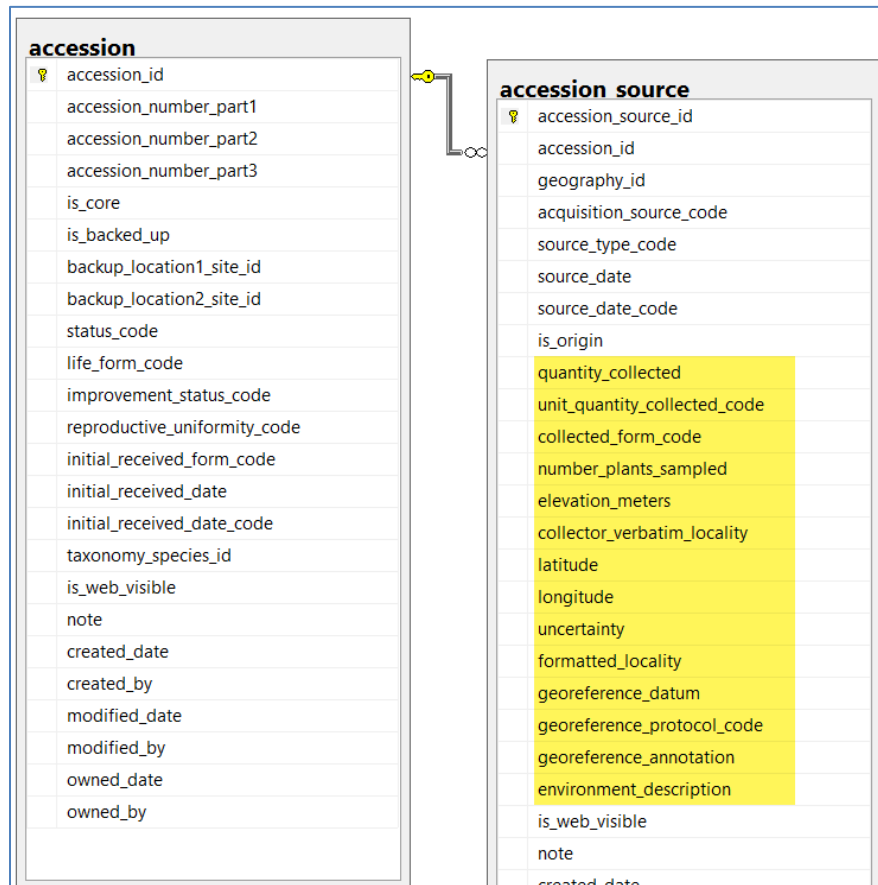 accession
accession_id
accession_number_part1
accession_number_part2
accession_number_part3
is_core
is_backed_up
backup_location1_site_id
backup_location2_site_id
status_code
life_form_code
improvement_status_code
reproductive_uniformity_code
initial_received_form_code
initial_received_date
initial_received_date_code
taxonomy_species_id
is_web_visible
note
created_date
created_by
modified_date
modified_by
owned_date
owned_by
accession_source
accession_source_id
accession_id
geography_id
acquisition_source_code
source_type_code
source_date
source_date_code
is_origin
quantity_collected
unit_quantity_collected_code
collected_form_code
number_plants_sampled
elevation_meters
collector_verbatim_locality
latitude
longitude
uncertainty
formatted_locality
georeference_datum
georeference_protocol_code
georeference_annotation
environment_description
is_web_visible
note
created_date